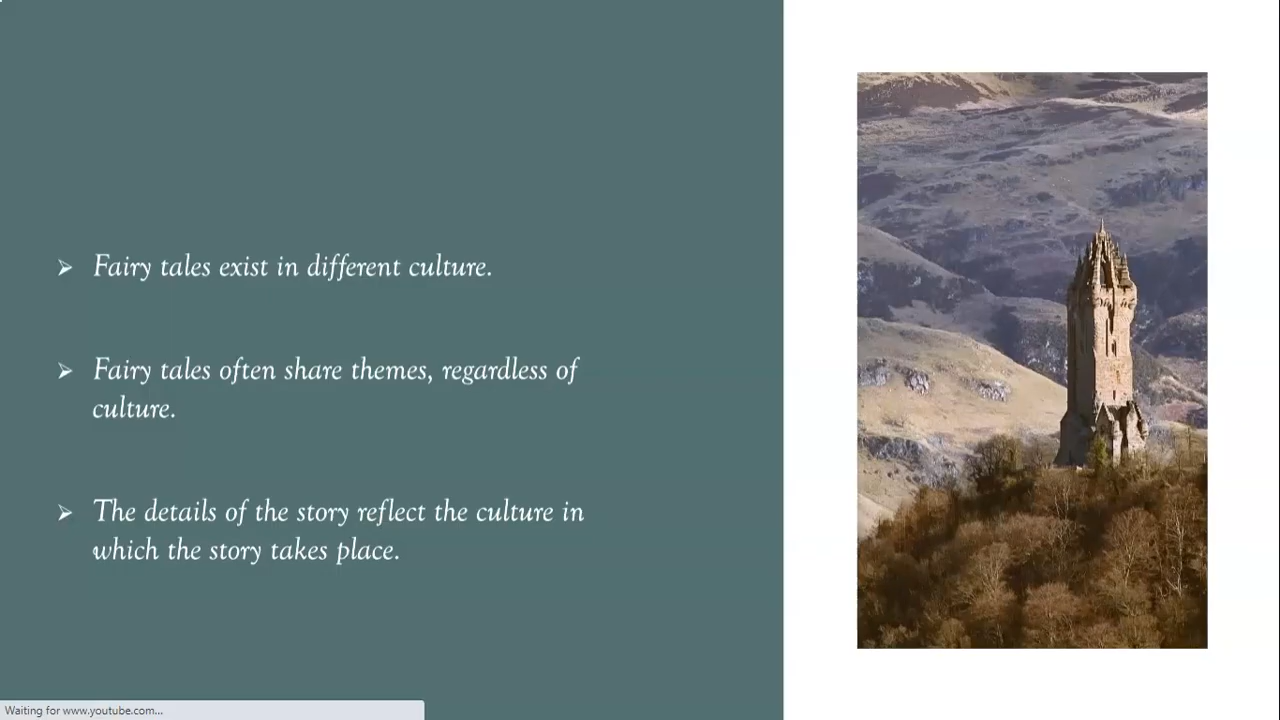 ➢ Fairy tales exist in different culture.
➢ Fairy tales often share themes, regardless of
culture.
➢ The details of the story reflect the culture in
which the story takes place.
Waiting for www.youtube.com...